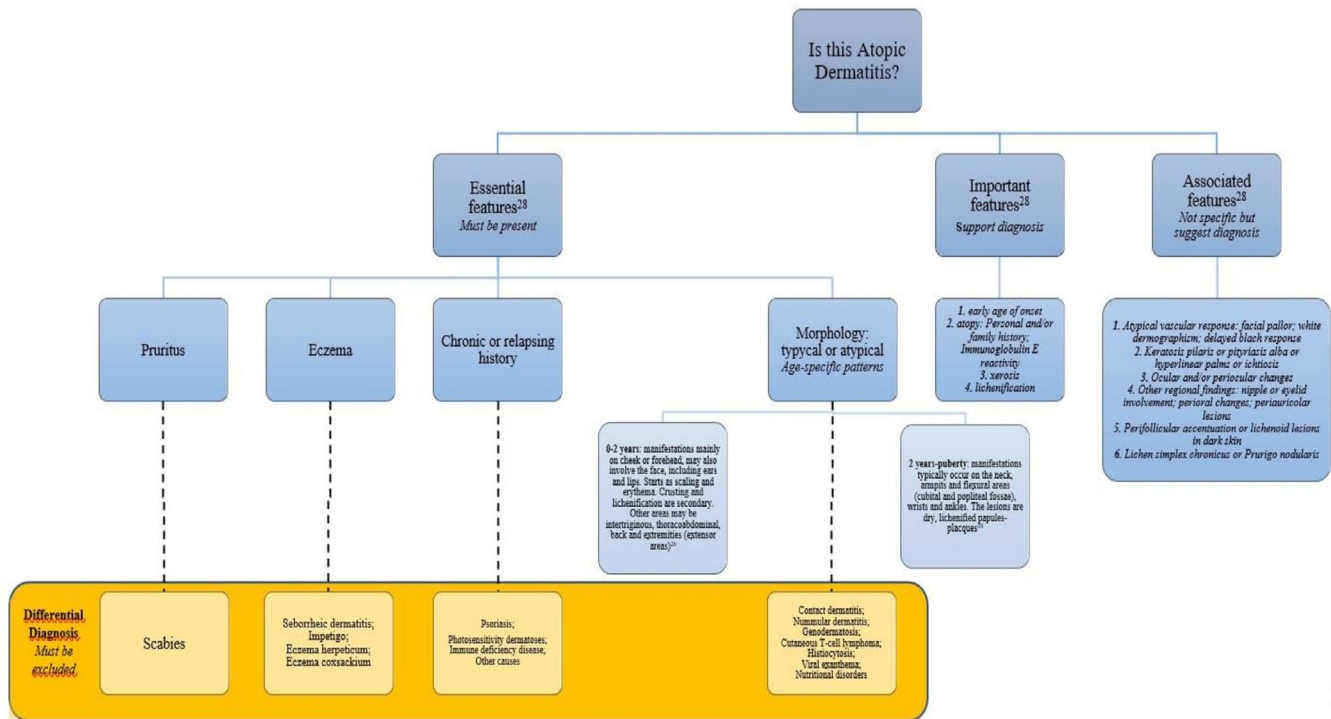 Is this Atopic
Dermatitis?
Essential
features28
Must be present
Important
features28
Support diagnosis
Associated
features28
Not specific but
suggest diagnosis
Pruritus
Eczema
Chronic or relapsing
history
Morphology:
typycal or atypical
Age-specific patterns
1. early age of onset
2. atopy: Personal and/or
family history;
Immunoglobulin E
reactivity
3. xerosis
4. lichenification
1. Atypical vascular response: facial pallor; white
dermographism; delayed blach response
2. Keratosis pilaris or pityriasis alba or
hyperlinear palms or ichtiosis
3. Ocular and/or periocular changes
4. Other regional findings: nipple or eyelid
involvement; perioral changes; periauricolar
lesions
5. Perifollicular accentuation or lichenoid lesions
in dark skin
6. Lichen simplex chronicus or Prurigo nodularis
0-2 years: manifestations mainly
on cheek or forehead, may also
involve the face, including ears
and lips. Starts as scaling and
erythema. Crusting and
lichenification are secondary.
Other areas may be
intertriginous, thoracoabdominal,
back and extremities (extensor
areas)28
2 years-puberty: manifestations
typically occur on the neck,
armpits and flexural areas
(cubital and popliteal fossae),
wrists and ankles. The lesions are
dry, lichenified papules-
placques28
Differential
Diagnosis
Must be
excluded
Scabies
Seborrheic dermatitis;
Impetigo;
Eczema herpeticum;
Eczema coxsackium
Psoriasis;
Photosensitivity dermatoses;
Immune deficiency disease;
Other causes
Contact dermatitis;
Nummular dermatitis;
Genodermatosis;
Cutaneous T-cell lymphoma;
Histiocytosis;
Viral exanthema;
Nutritional disorders